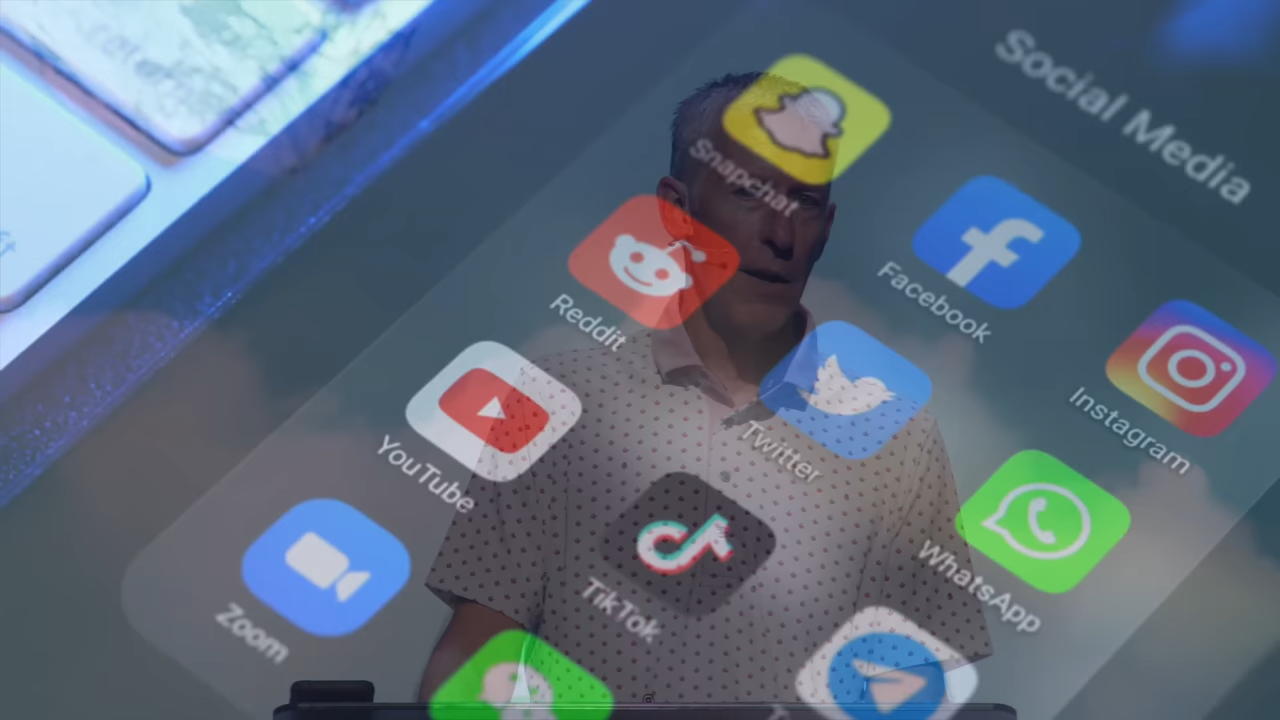 Social Media
Snapchat
Facebook
Instagram
Reddit
Twitter
WhatsApp
YouTube
TikTok
Zoom